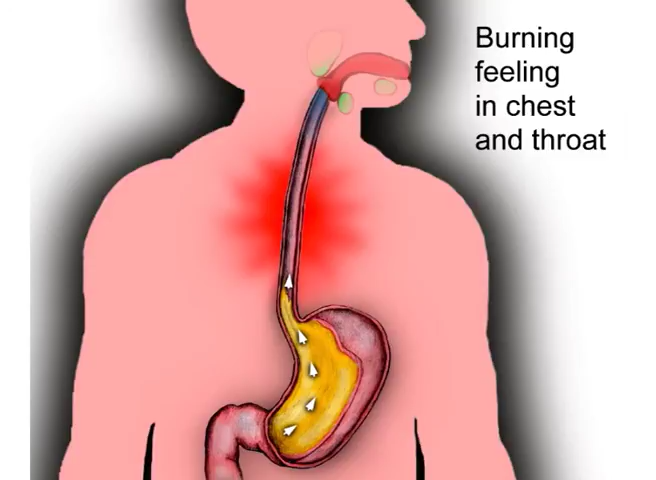 Burning
feeling
in chest
and throat